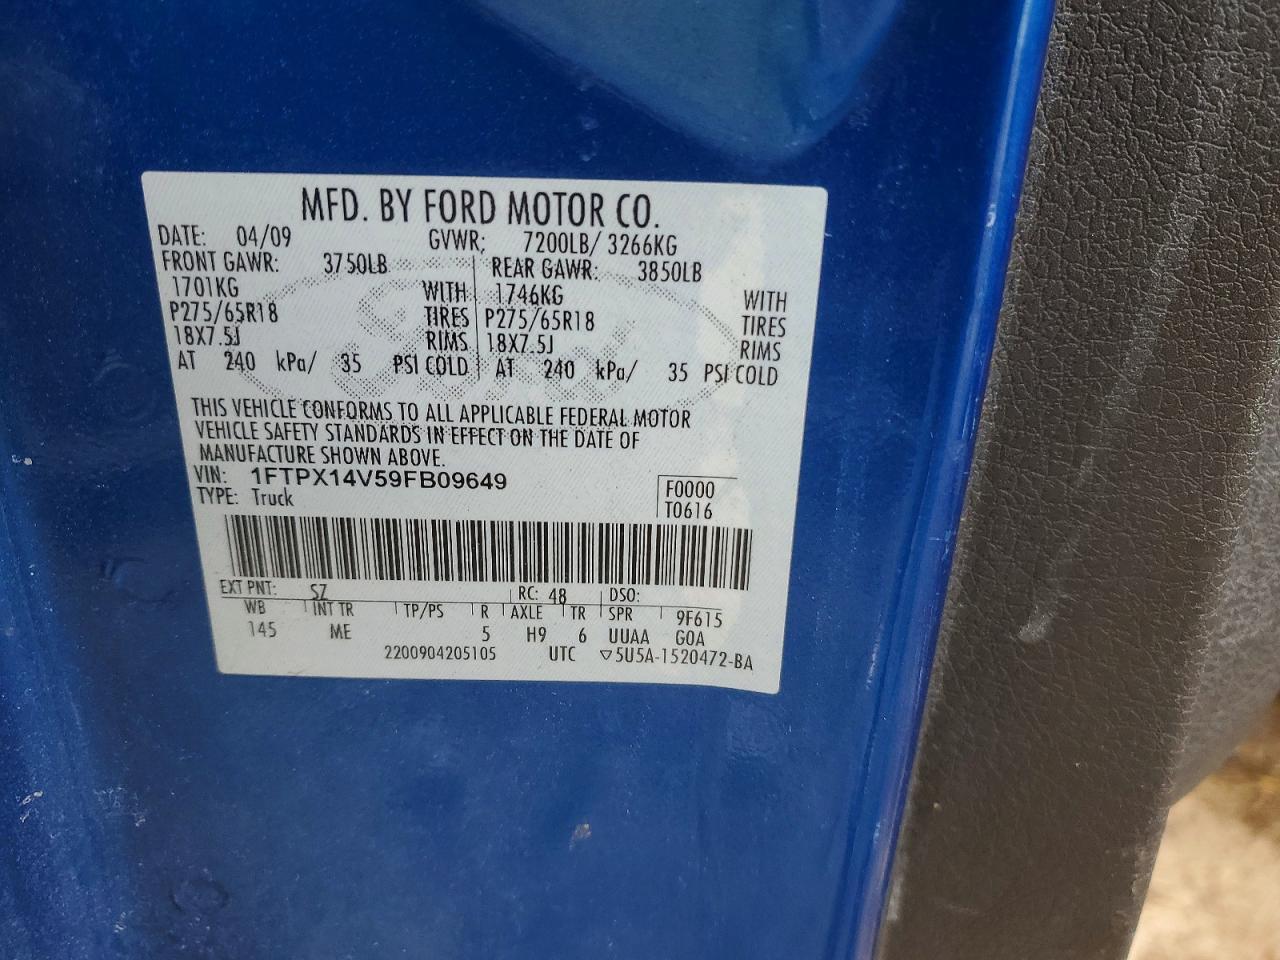 MFD. BY FORD MOTOR CO.
DATE: 04/09 GVWR: 7200LB/ 3266KG
FRONT GAWR: 3750LB REAR GAWR: 3850LB
1701KG WITH 1746KG WITH
P275/65R18 TIRES P275/65R18 TIRES
18X7.5J RIMS 18X7.5J RIMS
AT 240 kPa/ 35 PSI COLD AT 240 kPa/ 35 PSI COLD
THIS VEHICLE CONFORMS TO ALL APPLICABLE FEDERAL MOTOR
VEHICLE SAFETY STANDARDS IN EFFECT ON THE DATE OF
MANUFACTURE SHOWN ABOVE.
VIN: 1FTPX14V59FB09649
TYPE: Truck
F0000
T0616
EXT PNT: SZ RC: 48 DSO:
WB INT TR TP/PS R AXLE TR SPR 9F615
145 ME 5 H9 6 UUAA G0A
2200904205105 UTC ▽5U5A-1520472-BA